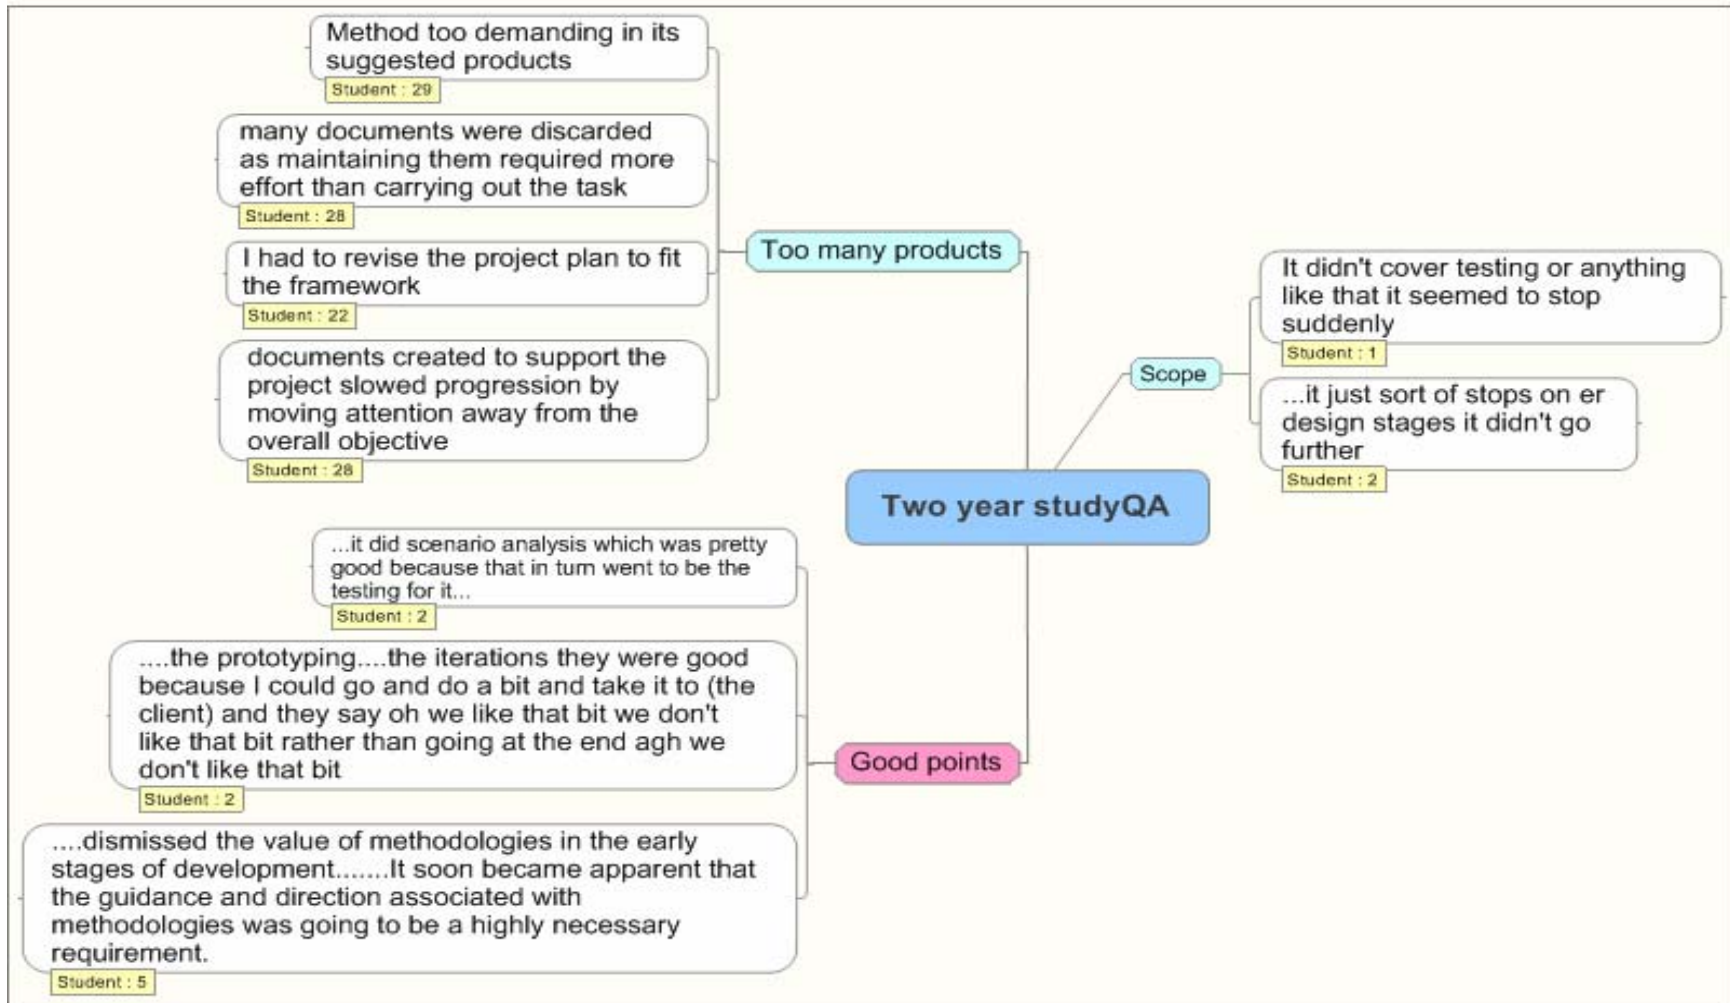 Method too demanding in its
suggested products
Student : 29
many documents were discarded
as maintaining them required more
effort than carrying out the task
Student : 28
I had to revise the project plan to fit
the framework
Student : 22
documents created to support the
project slowed progression by
moving attention away from the
overall objective
Student : 28
Too many products
It didn't cover testing or anything
like that it seemed to stop
suddenly
Student : 1
Scope
...it just sort of stops on er
design stages it didn't go
further
Student : 2
Two year studyQA
...it did scenario analysis which was pretty
good because that in turn went to be the
testing for it...
Student : 2
....the prototyping....the iterations they were good
because I could go and do a bit and take it to (the
client) and they say oh we like that bit we don't
like that bit rather than going at the end agh we
don't like that bit
Student : 2
Good points
....dismissed the value of methodologies in the early
stages of development.......It soon became apparent that
the guidance and direction associated with
methodologies was going to be a highly necessary
requirement.
Student : 5